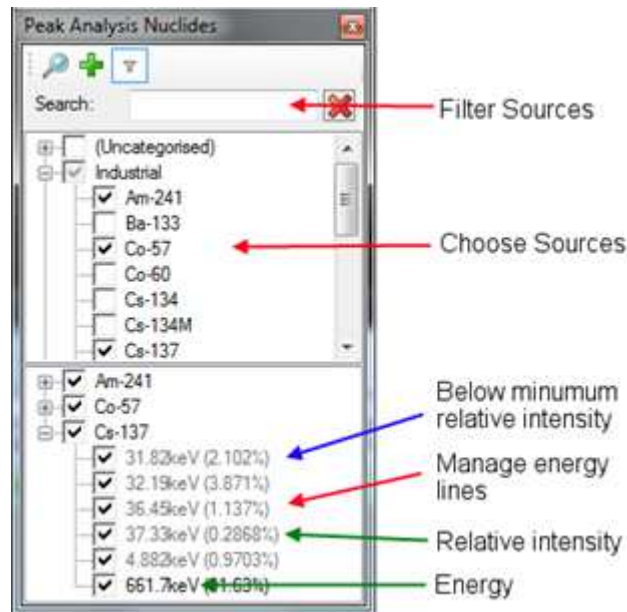 Peak Analysis Nuclides
Search:
Filter Sources
(Uncategorised)
Industrial
Am-241
Ba-133
Co-57
Choose Sources
Co-60
Cs-134
Cs-134M
Cs-137
Am-241
Co-57
Cs-137
Below minumum
relative intensity
31.82keV (2.102%)
32.19keV (3.871%)
36.45keV (1.137%)
37.33keV (0.2868%)
4.882keV (0.9703%)
661.7keV
Manage energy
lines
Relative intensity
Energy